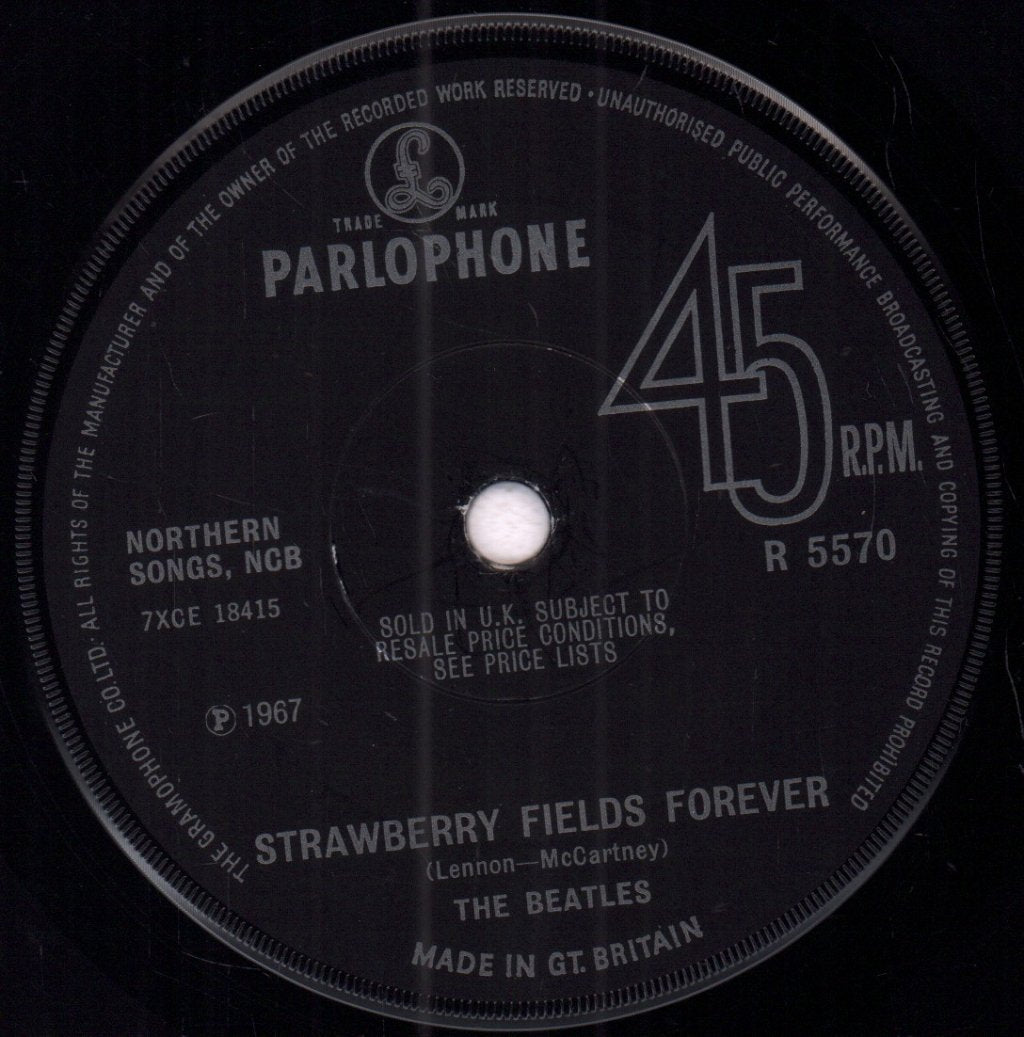 THE GRAMOPHONE CO. LTD. ALL RIGHTS OF THE MANUFACTURER AND OF THE OWNER OF THE RECORDED WORK RESERVED · UNAUTHORISED PUBLIC PERFORMANCE BROADCASTING AND COPYING OF THIS RECORD PROHIBITED
£
TRADE MARK
PARLOPHONE
45
R.P.M.
R 5570
NORTHERN
SONGS, NCB
7XCE 18415
SOLD IN U.K. SUBJECT TO
RESALE PRICE CONDITIONS,
SEE PRICE LISTS
℗ 1967
STRAWBERRY FIELDS FOREVER
(Lennon—McCartney)
THE BEATLES
MADE IN GT. BRITAIN